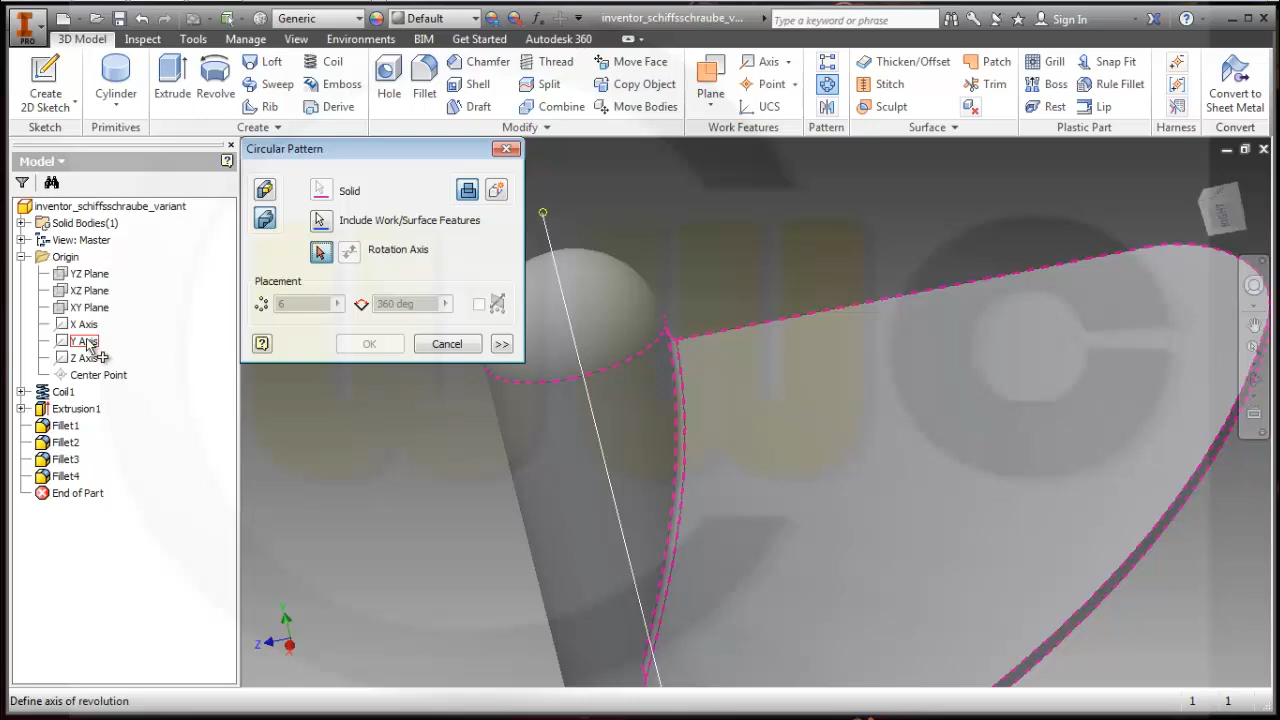 Generic
Default
inventor_schiffsschraube_v...
Type a keyword or phrase
Sign In
PRO
3D Model Inspect Tools Manage View Environments BIM Get Started Autodesk 360
Create
2D Sketch
Cylinder
Extrude
Revolve
Loft
Sweep
Rib
Coil
Emboss
Derive
Hole
Fillet
Chamfer
Shell
Draft
Thread
Split
Combine
Move Face
Copy Object
Move Bodies
Plane
Axis
Point
UCS
Thicken/Offset
Stitch
Sculpt
Patch
Trim
Grill
Boss
Rest
Snap Fit
Rule Fillet
Lip
Convert to
Sheet Metal
Sketch Primitives Create Modify Work Features Pattern Surface Plastic Part Harness Convert
Model
inventor_schiffsschraube_variant
Solid Bodies(1)
View: Master
Origin
YZ Plane
XZ Plane
XY Plane
X Axis
Y Axis
Z Axis
Center Point
Coil1
Extrusion1
Fillet1
Fillet2
Fillet3
Fillet4
End of Part
Circular Pattern
Solid
Include Work/Surface Features
Rotation Axis
Placement
6
360 deg
OK
Cancel
>>
RIGHT
Y
Z
X
Define axis of revolution
1 1